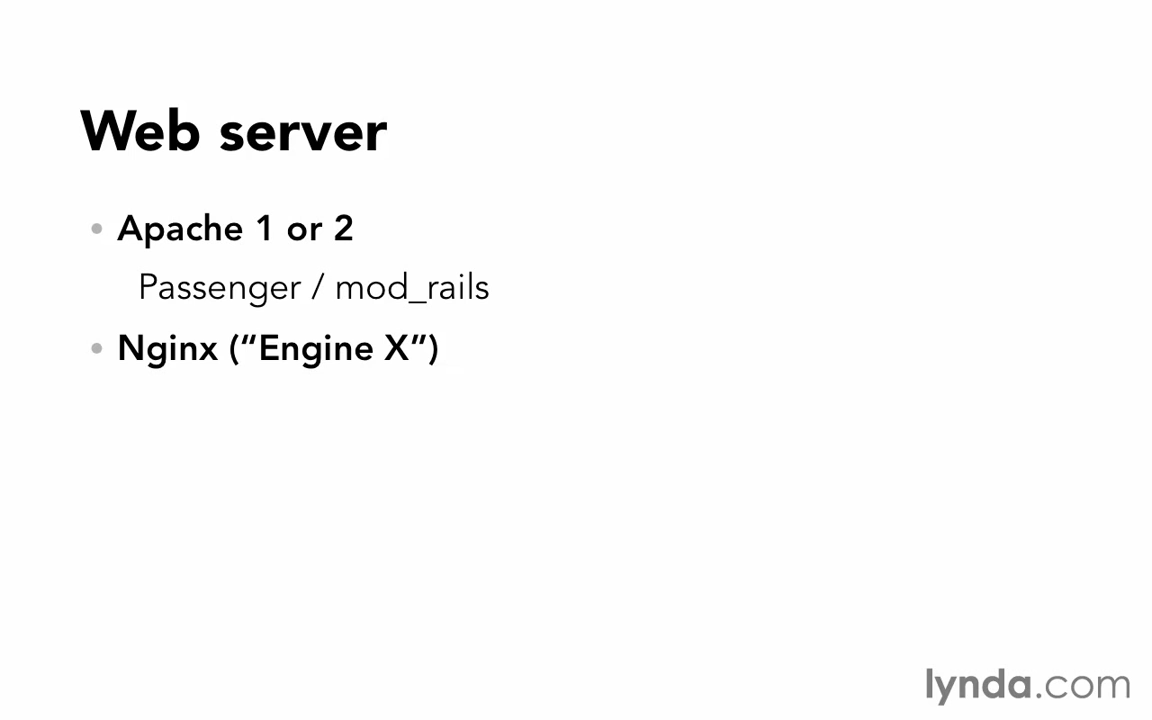 Web server
• Apache 1 or 2
Passenger / mod_rails
• Nginx (“Engine X”)
lynda.com